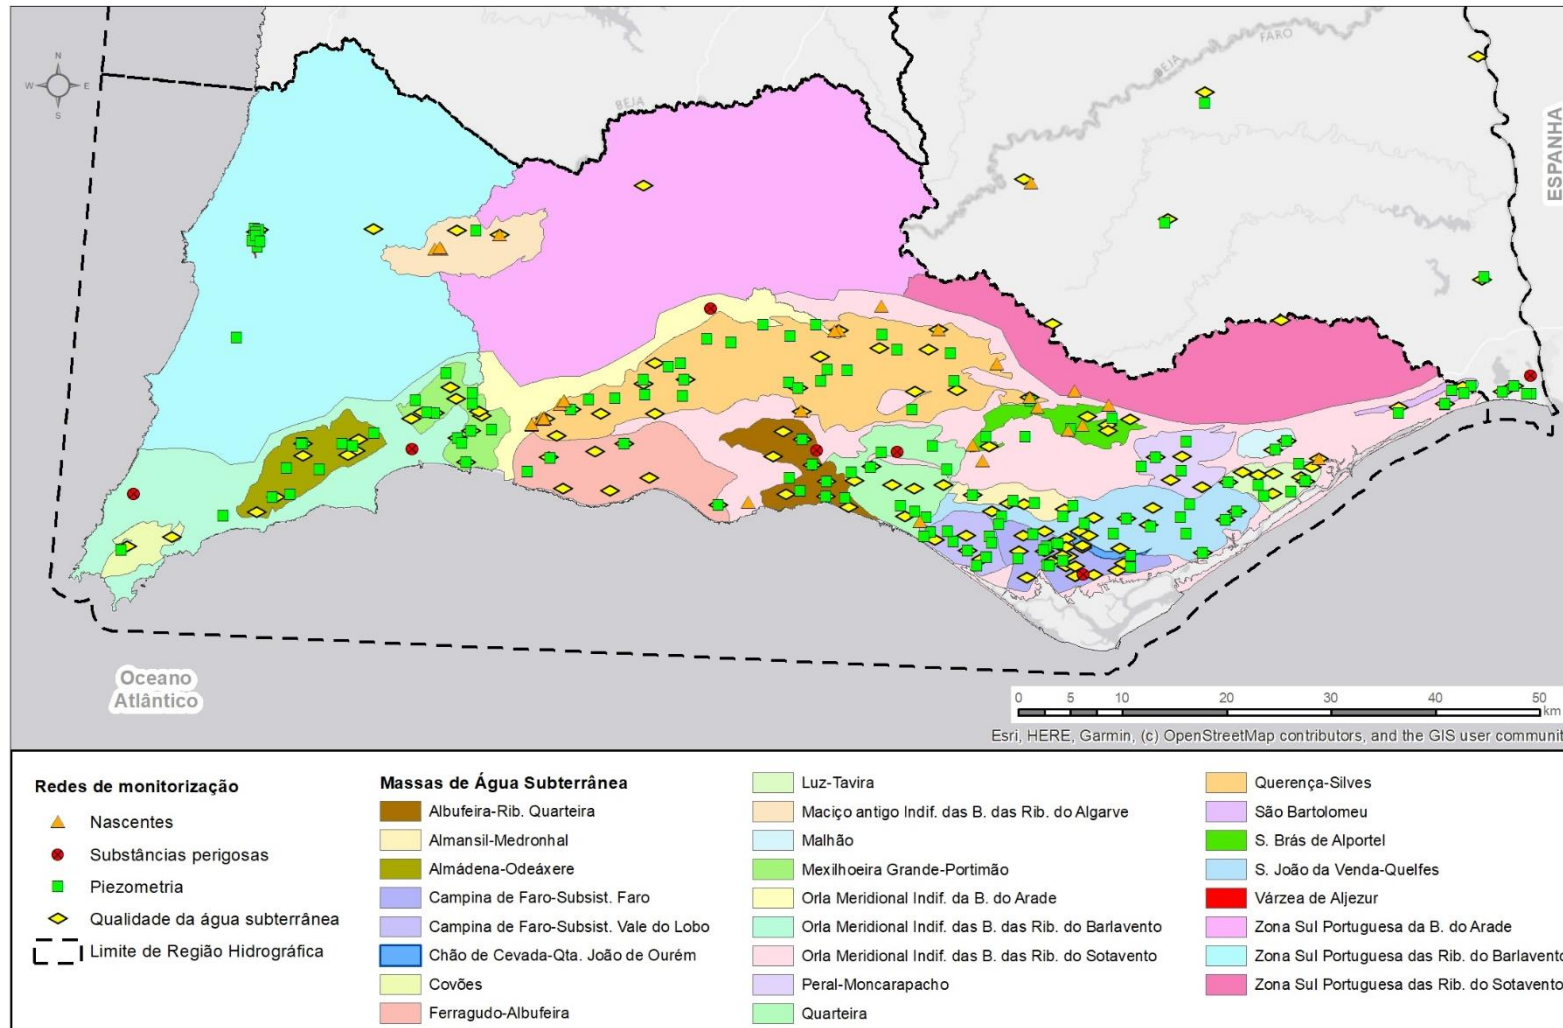 N
W E
S
BEJA
FARO
BEJA
ESPANHA
Oceano
Atlântico
0 5 10 20 30 40 50
km
Esri, HERE, Garmin, (c) OpenStreetMap contributors, and the GIS user communit
Redes de monitorização
Nascentes
Substâncias perigosas
Piezometria
Qualidade da água subterrânea
Limite de Região Hidrográfica
Massas de Água Subterrânea
Albufeira-Rib. Quarteira
Almansil-Medronhal
Almádena-Odeáxere
Campina de Faro-Subsist. Faro
Campina de Faro-Subsist. Vale do Lobo
Chão de Cevada-Qta. João de Ourém
Covões
Ferragudo-Albufeira
Luz-Tavira
Maciço antigo Indif. das B. das Rib. do Algarve
Malhão
Mexilhoeira Grande-Portimão
Orla Meridional Indif. da B. do Arade
Orla Meridional Indif. das B. das Rib. do Barlavento
Orla Meridional Indif. das B. das Rib. do Sotavento
Peral-Moncarapacho
Quarteira
Querença-Silves
São Bartolomeu
S. Brás de Alportel
S. João da Venda-Quelfes
Várzea de Aljezur
Zona Sul Portuguesa da B. do Arade
Zona Sul Portuguesa das Rib. do Barlavento
Zona Sul Portuguesa das Rib. do Sotavento